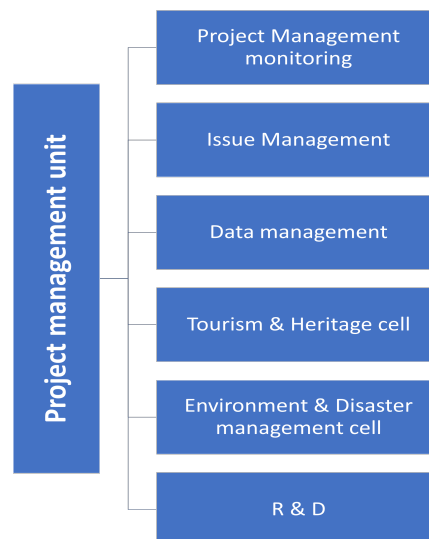 Project management unit
Project Management
monitoring
Issue Management
Data management
Tourism & Heritage cell
Environment & Disaster
management cell
R & D